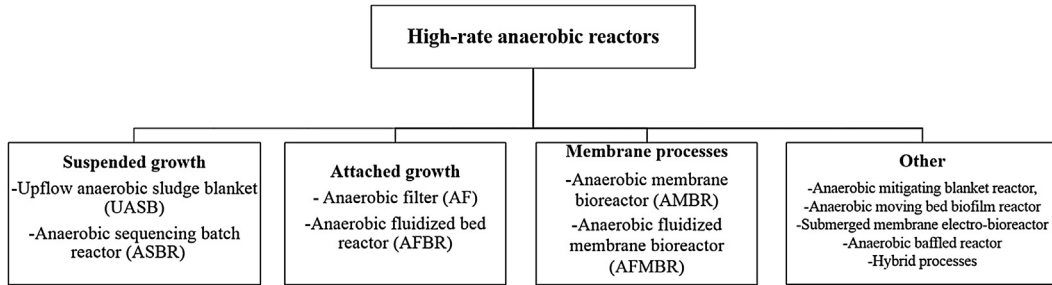 High-rate anaerobic reactors
Suspended growth
-Upflow anaerobic sludge blanket
(UASB)
-Anaerobic sequencing batch
reactor (ASBR)
Attached growth
- Anaerobic filter (AF)
-Anaerobic fluidized bed
reactor (AFBR)
Membrane processes
-Anaerobic membrane
bioreactor (AMBR)
-Anaerobic fluidized
membrane bioreactor
(AFMBR)
Other
-Anaerobic mitigating blanket reactor,
-Anaerobic moving bed biofilm reactor
-Submerged membrane electro-bioreactor
-Anaerobic baffled reactor
-Hybrid processes